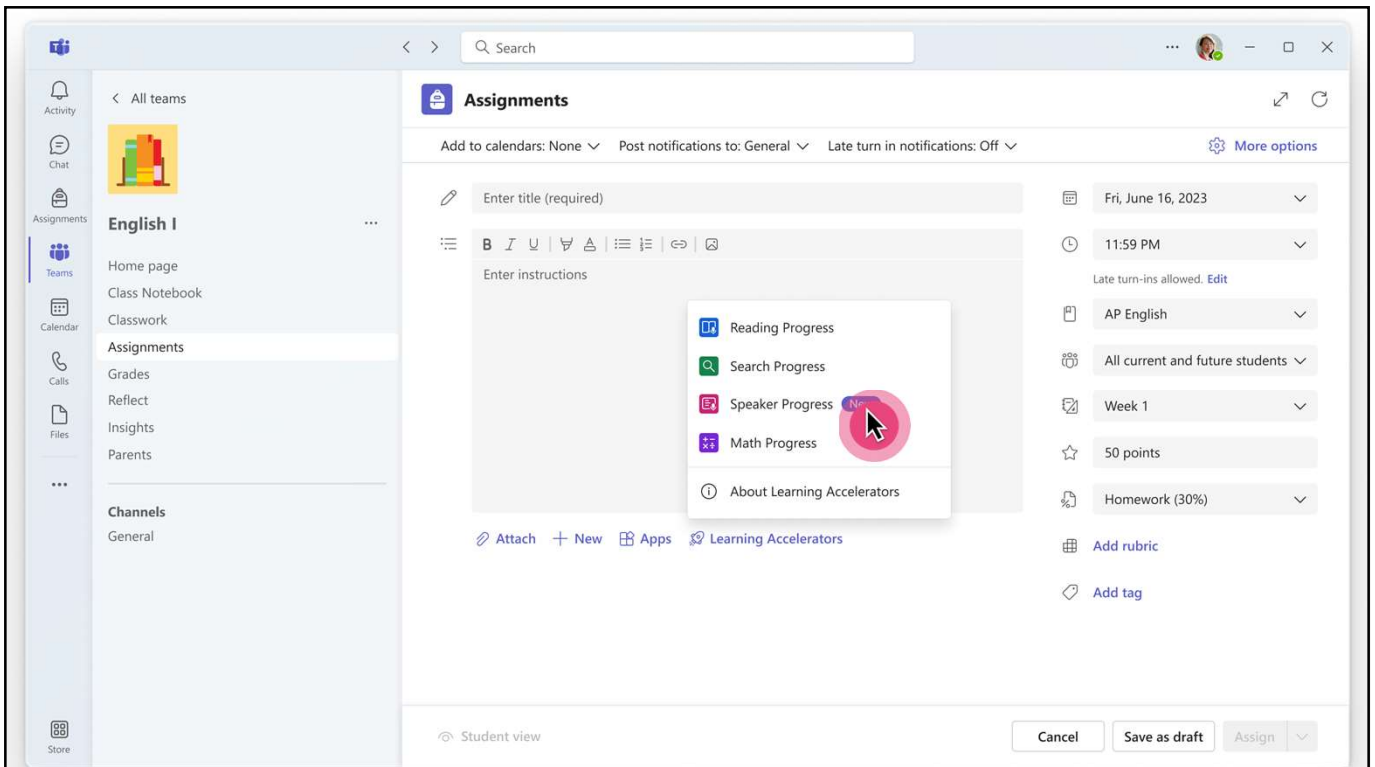 Search
Activity
Chat
Assignments
Teams
Calendar
Calls
Files
Store
All teams
English I
Home page
Class Notebook
Classwork
Assignments
Grades
Reflect
Insights
Parents
Channels
General
Assignments
Add to calendars: None
Post notifications to: General
Late turn in notifications: Off
More options
Enter title (required)
B I U A
Enter instructions
Reading Progress
Search Progress
Speaker Progress
Math Progress
About Learning Accelerators
Attach
New
Apps
Learning Accelerators
Fri, June 16, 2023
11:59 PM
Late turn-ins allowed. Edit
AP English
All current and future students
Week 1
50 points
Homework (30%)
Add rubric
Add tag
Student view
Cancel
Save as draft
Assign